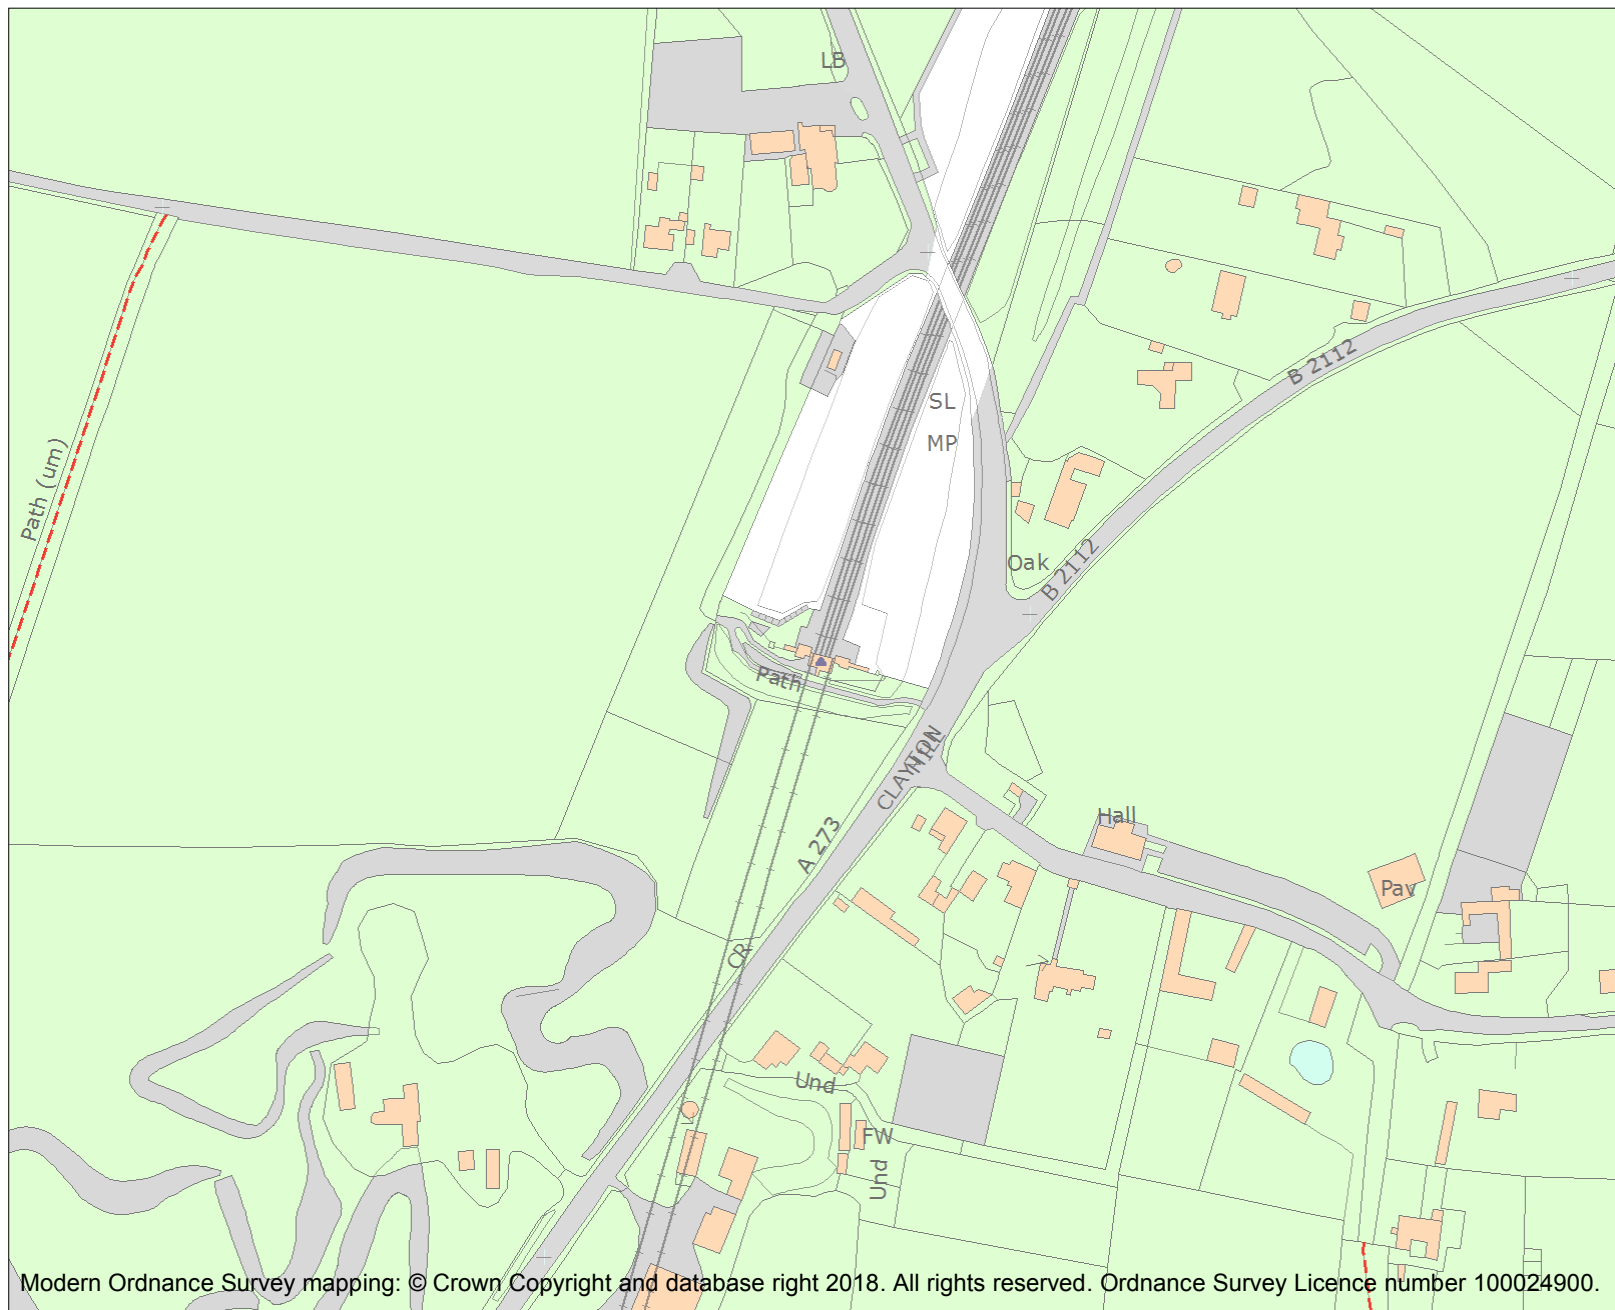 LB
B 2112
SL
MP
Path (um)
Oak
B 2112
Path
CLAYTON
HILL
A 273
Hall
Pav
CR
Und
FW
Und
Modern Ordnance Survey mapping: © Crown Copyright and database right 2018. All rights reserved. Ordnance Survey Licence number 100024900.